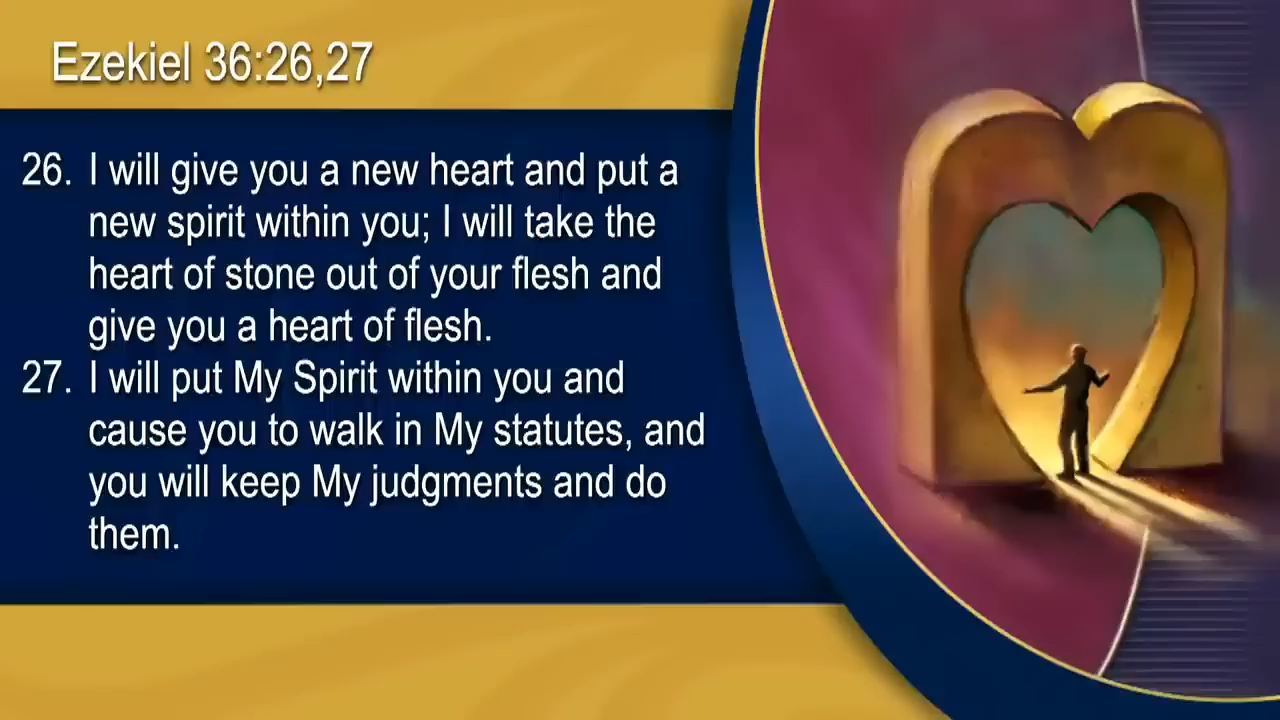 Ezekiel 36:26,27
26. I will give you a new heart and put a
new spirit within you; I will take the
heart of stone out of your flesh and
give you a heart of flesh.
27. I will put My Spirit within you and
cause you to walk in My statutes, and
you will keep My judgments and do
them.